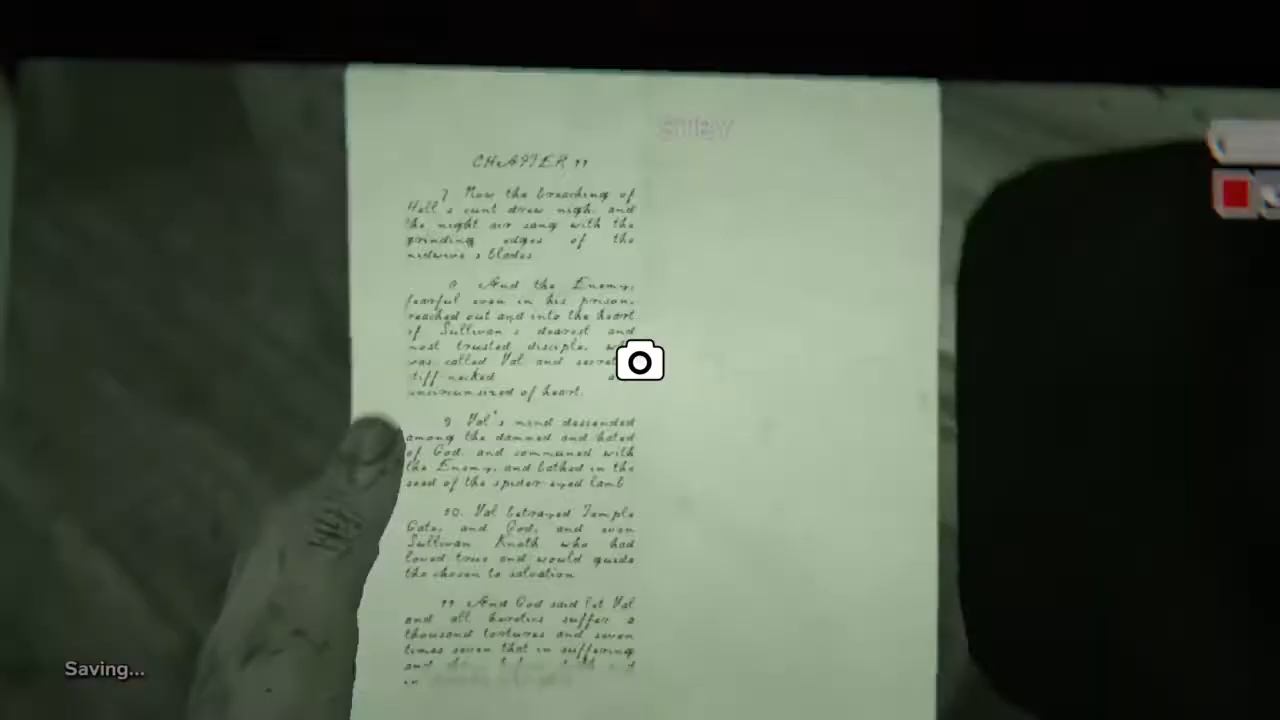 STBY
CHAPTER 11
7 Now the breaching of
Hell s cunt drew nigh, and
the night air sang with the
grinding edges of the
midwive s blades
8 And the Enemy,
fearful even in his prison,
reached out and into the heart
of Sullivan s dearest and
most trusted disciple,
was called Val and
stiff-necked
uncircumsized of heart.
9 Val's mind descended
among the damned and hated
of God, and communed with
the Enemy, and bathed in the
seed of the spider-eyed lamb
10. Val betrayed Temple
Gate, and God, and even
Sullivan Knoth who had
loved true and would guide
the chosen to salvation
11 And God said let Val
and all heretics suffer a
thousand tortures and seven
times seven that in suffering
and
in
Saving...